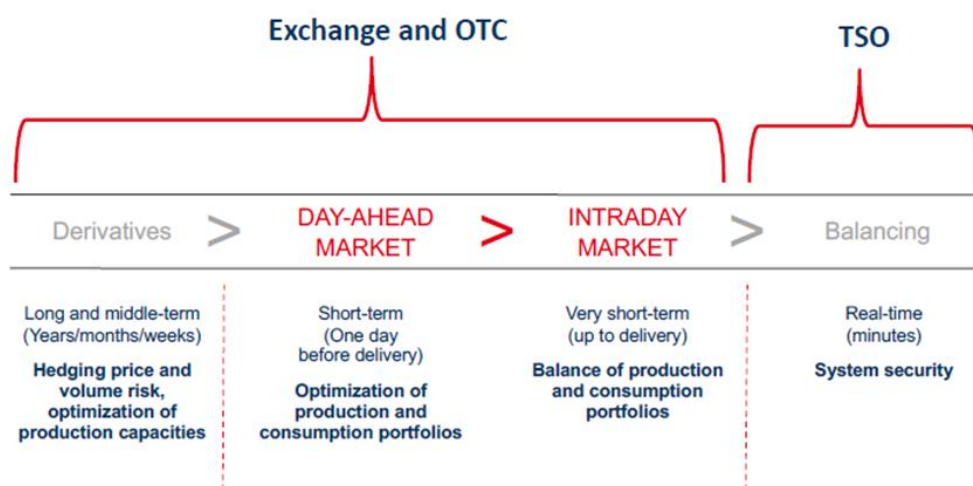 Exchange and OTC
TSO
Derivatives
>
DAY-AHEAD
MARKET
>
INTRADAY
MARKET
>
Balancing
Long and middle-term
(Years/months/weeks)
Hedging price and
volume risk,
optimization of
production capacities
Short-term
(One day
before delivery)
Optimization of
production and
consumption portfolios
Very short-term
(up to delivery)
Balance of production
and consumption
portfolios
Real-time
(minutes)
System security